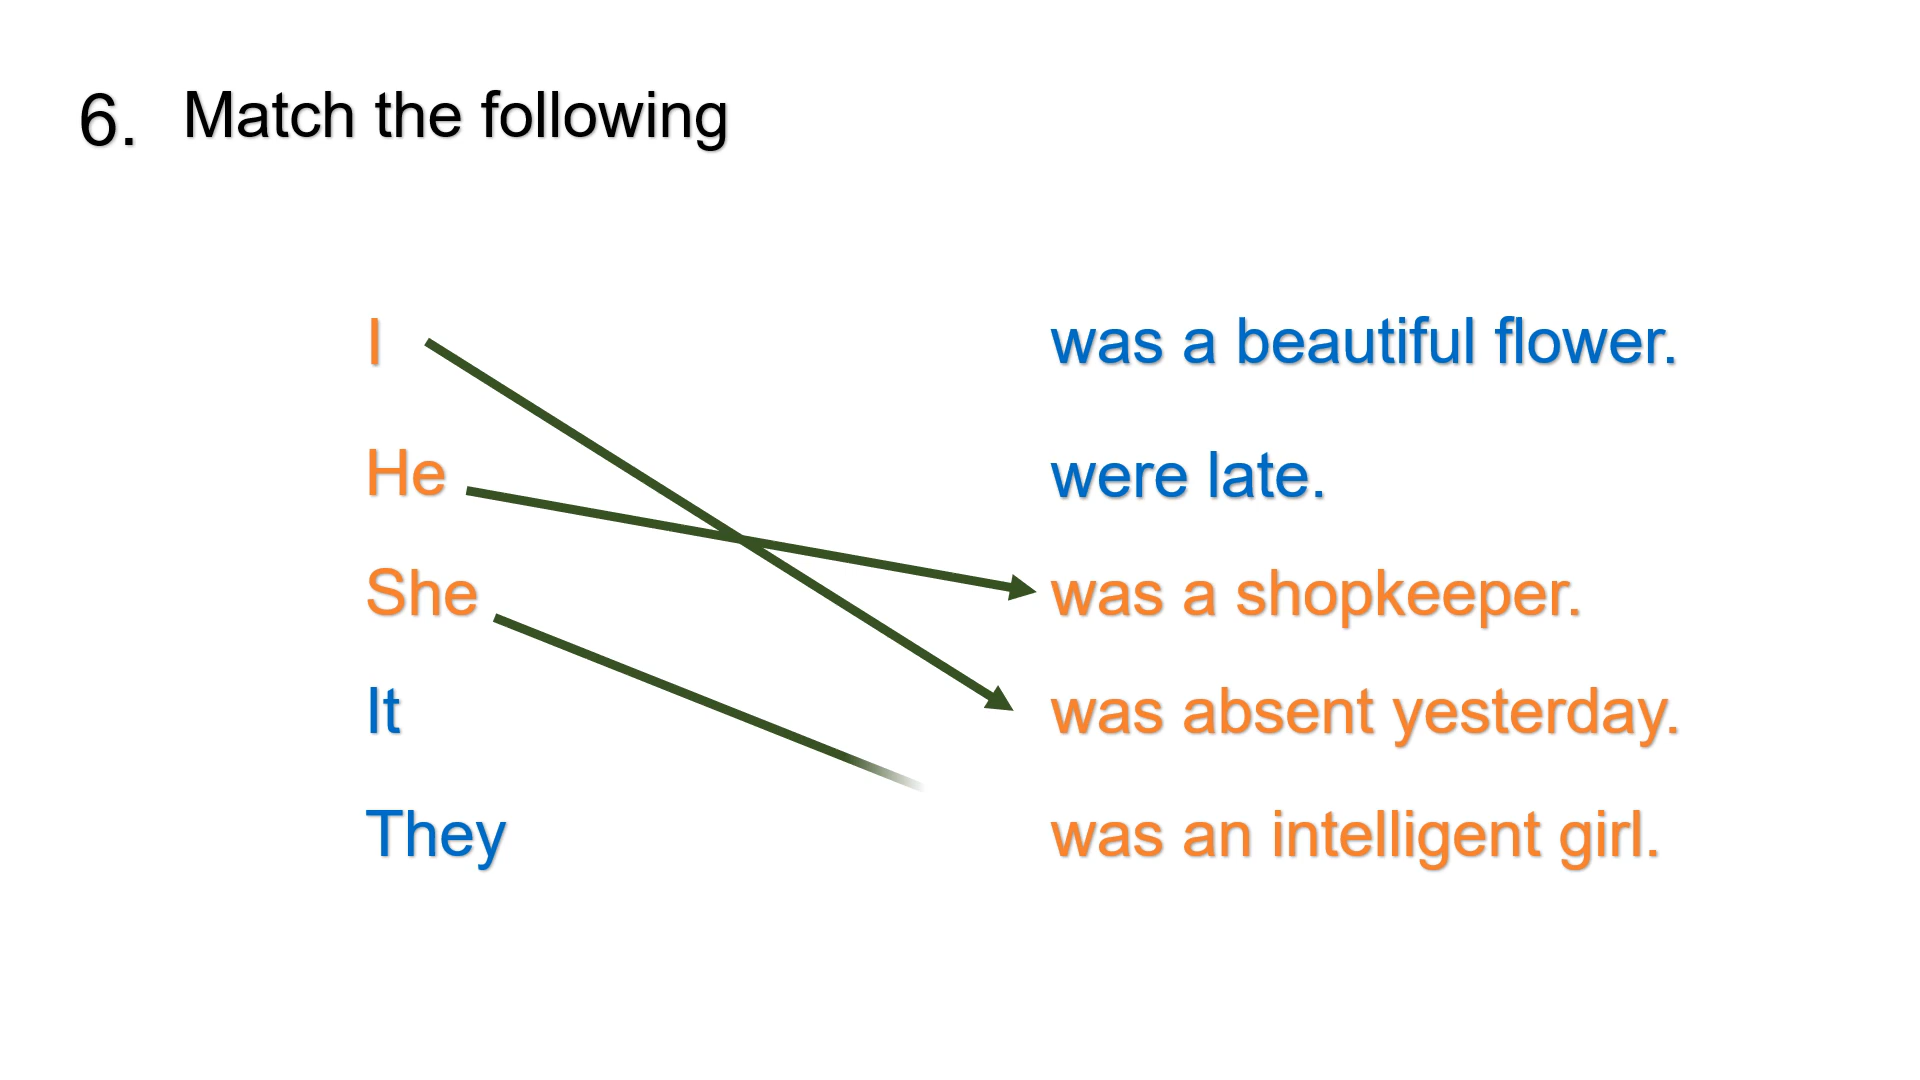 6. Match the following
I was a beautiful flower.
He were late.
She was a shopkeeper.
It was absent yesterday.
They was an intelligent girl.